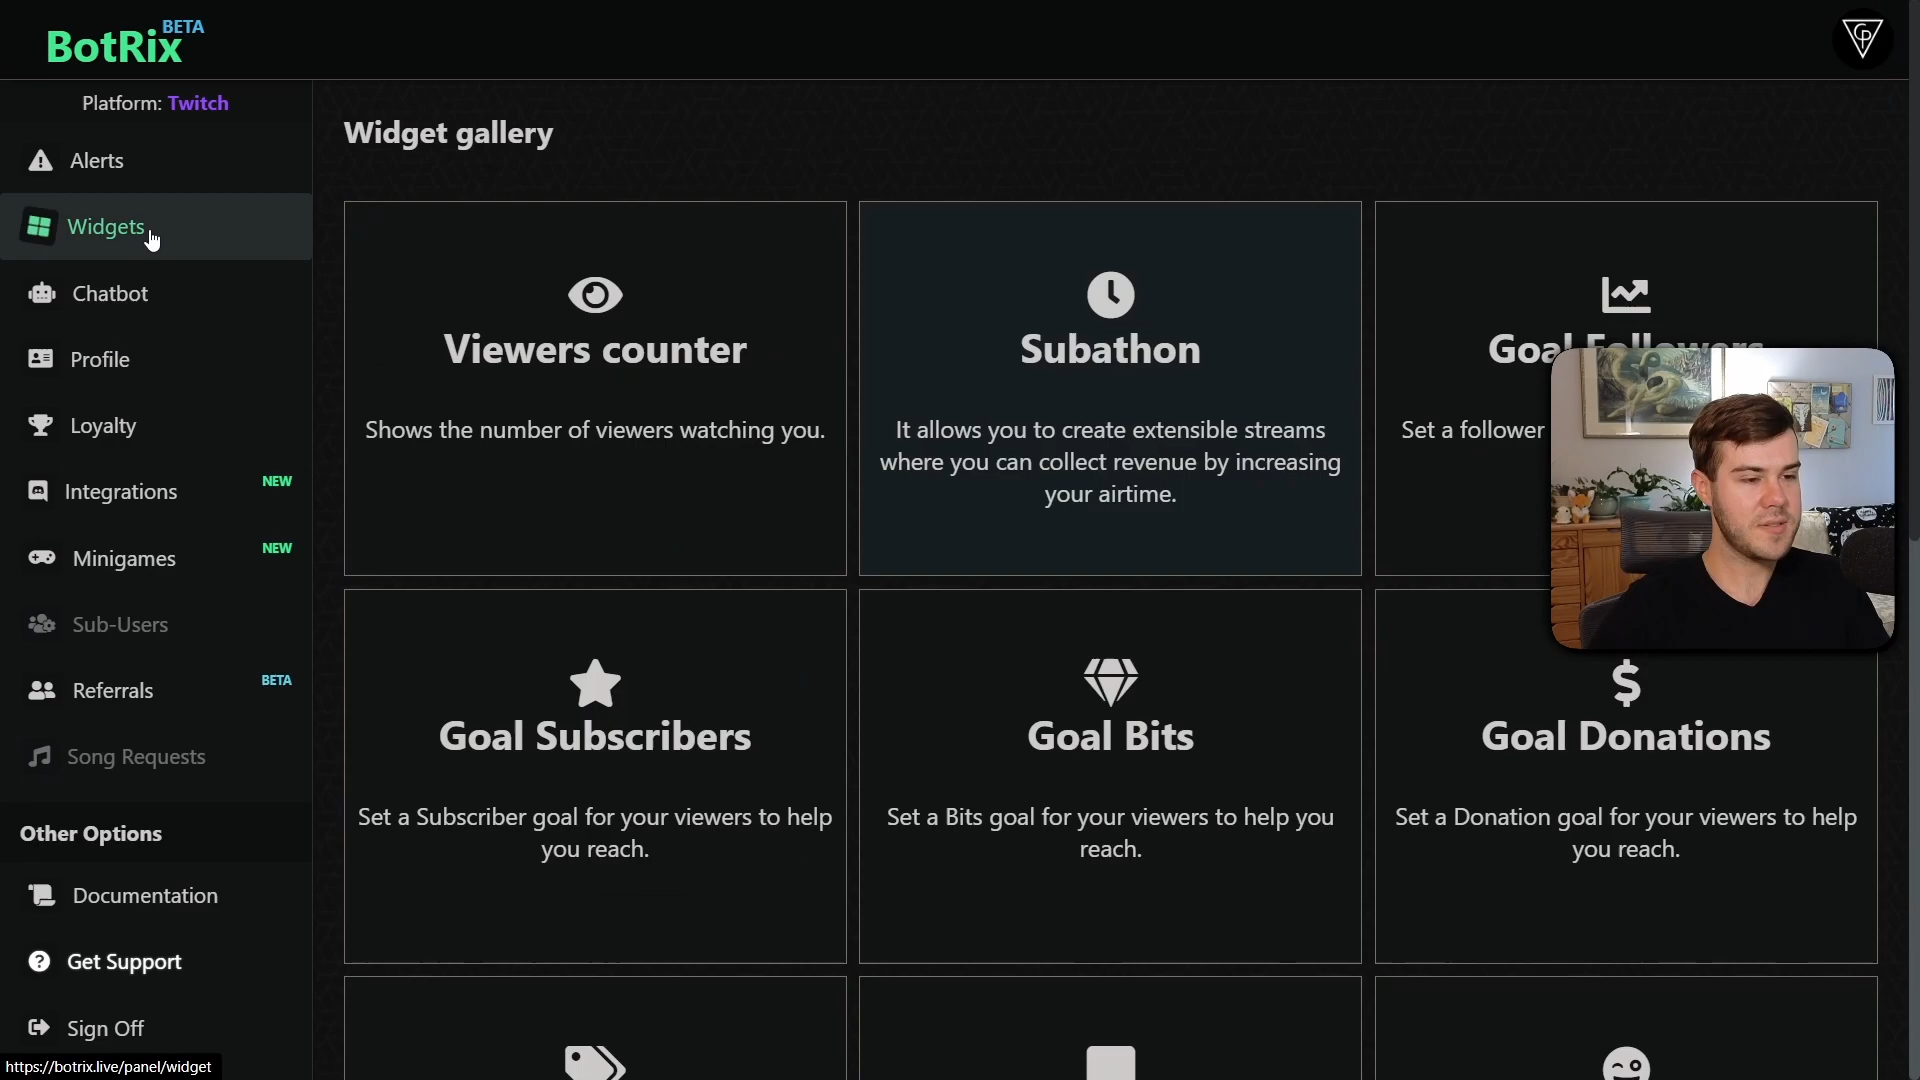 BotRix BETA
Platform: Twitch
Alerts
Widgets
Chatbot
Profile
Loyalty
Integrations NEW
Minigames NEW
Sub-Users
Referrals BETA
Song Requests
Other Options
Documentation
Get Support
Sign Off
https://botrix.live/panel/widget
Widget gallery
Viewers counter
Shows the number of viewers watching you.
Subathon
It allows you to create extensible streams
where you can collect revenue by increasing
your airtime.
Goal Followers
Set a follower
Goal Subscribers
Set a Subscriber goal for your viewers to help
you reach.
Goal Bits
Set a Bits goal for your viewers to help you
reach.
Goal Donations
Set a Donation goal for your viewers to help
you reach.
GP